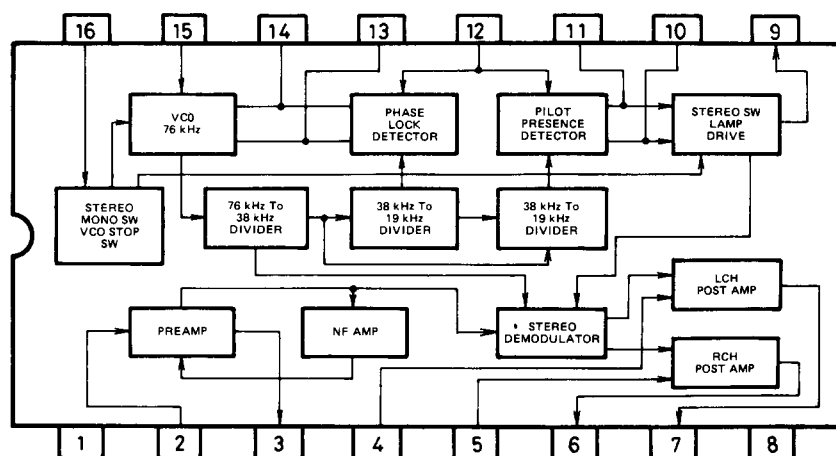 16 15 14 13 12 11 10 9
VCO
76 kHz
PHASE
LOCK
DETECTOR
PILOT
PRESENCE
DETECTOR
STEREO SW
LAMP
DRIVE
STEREO
MONO SW
VCO STOP
SW
76 kHz To
38 kHz
DIVIDER
38 kHz To
19 kHz
DIVIDER
38 kHz To
19 kHz
DIVIDER
PREAMP
NF AMP
STEREO
DEMODULATOR
LCH
POST AMP
RCH
POST AMP
1 2 3 4 5 6 7 8